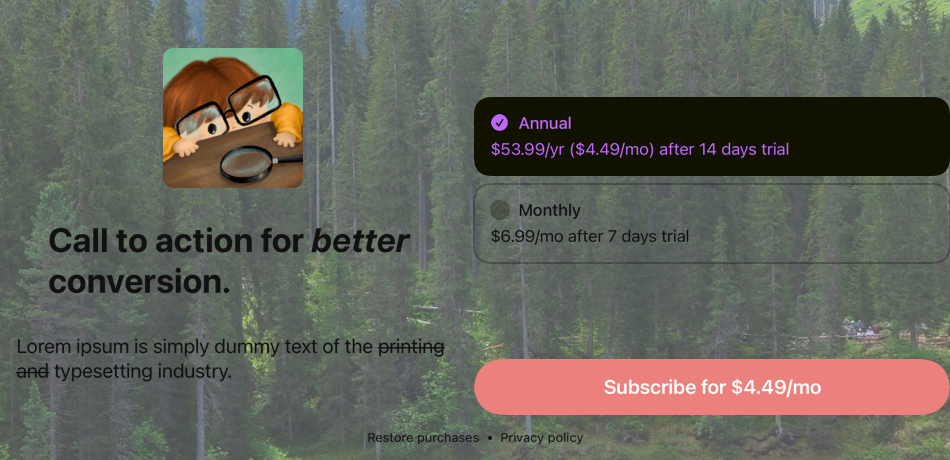 Call to action for better
conversion.
Lorem ipsum is simply dummy text of the printing
and typesetting industry.
Annual
$53.99/yr ($4.49/mo) after 14 days trial
Monthly
$6.99/mo after 7 days trial
Subscribe for $4.49/mo
Restore purchases • Privacy policy